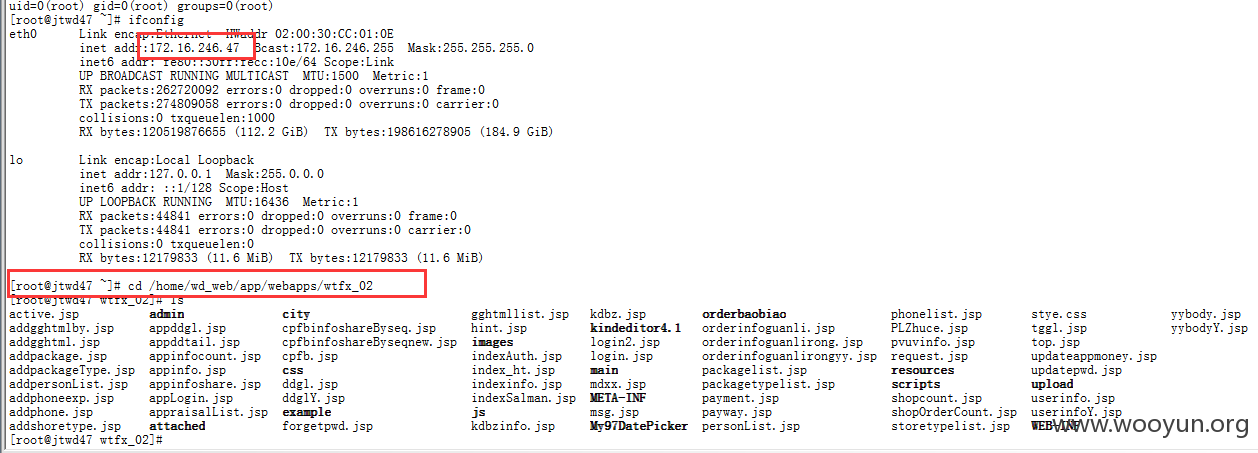 uid=0(root) gid=0(root) groups=0(root)
[root@jtwd47 ~]# ifconfig
eth0 Link encap:Ethernet HWaddr 02:00:30:CC:01:0E
inet addr:172.16.246.47 Bcast:172.16.246.255 Mask:255.255.255.0
inet6 addr: fe80::30ff:fecc:10e/64 Scope:Link
UP BROADCAST RUNNING MULTICAST MTU:1500 Metric:1
RX packets:262720092 errors:0 dropped:0 overruns:0 frame:0
TX packets:274809058 errors:0 dropped:0 overruns:0 carrier:0
collisions:0 txqueuelen:1000
RX bytes:120519876655 (112.2 GiB) TX bytes:198616278905 (184.9 GiB)
lo Link encap:Local Loopback
inet addr:127.0.0.1 Mask:255.0.0.0
inet6 addr: ::1/128 Scope:Host
UP LOOPBACK RUNNING MTU:16436 Metric:1
RX packets:44841 errors:0 dropped:0 overruns:0 frame:0
TX packets:44841 errors:0 dropped:0 overruns:0 carrier:0
collisions:0 txqueuelen:0
RX bytes:12179833 (11.6 MiB) TX bytes:12179833 (11.6 MiB)
[root@jtwd47 ~]# cd /home/wd_web/app/webapps/wtfx_02
[root@jtwd47 wtfx_02]# ls
active.jsp admin city gghtmllist.jsp kdbz.jsp orderbaobiao phonelist.jsp stye.css yybody.jsp
addgghtmlby.jsp appddgl.jsp cpfbinfoshareByseq.jsp hint.jsp kindeditor4.1 orderinfoguanli.jsp PLZhuce.jsp tggl.jsp yybodyY.jsp
addgghtml.jsp appddtail.jsp cpfbinfoshareByseqnew.jsp images login2.jsp orderinfoguanlirong.jsp pvuvinfo.jsp top.jsp
addpackage.jsp appinfocount.jsp cpfb.jsp indexAuth.jsp login.jsp orderinfoguanlirongyy.jsp request.jsp updateappmoney.jsp
addpackageType.jsp appinfo.jsp css index_ht.jsp main packagelist.jsp resources updatepwd.jsp
addpersonList.jsp appinfoshare.jsp ddgl.jsp indexinfo.jsp mdxx.jsp packagetypelist.jsp scripts upload
addphoneexp.jsp appLogin.jsp ddglY.jsp indexSalman.jsp META-INF payment.jsp shopcount.jsp userinfo.jsp
addphone.jsp appraisalList.jsp example js msg.jsp payway.jsp shopOrderCount.jsp userinfoY.jsp
addshoretype.jsp attached forgetpwd.jsp kdbzinfo.jsp My97DatePicker personList.jsp storetypelist.jsp WEB-INF
[root@jtwd47 wtfx_02]#
www.wooyun.org